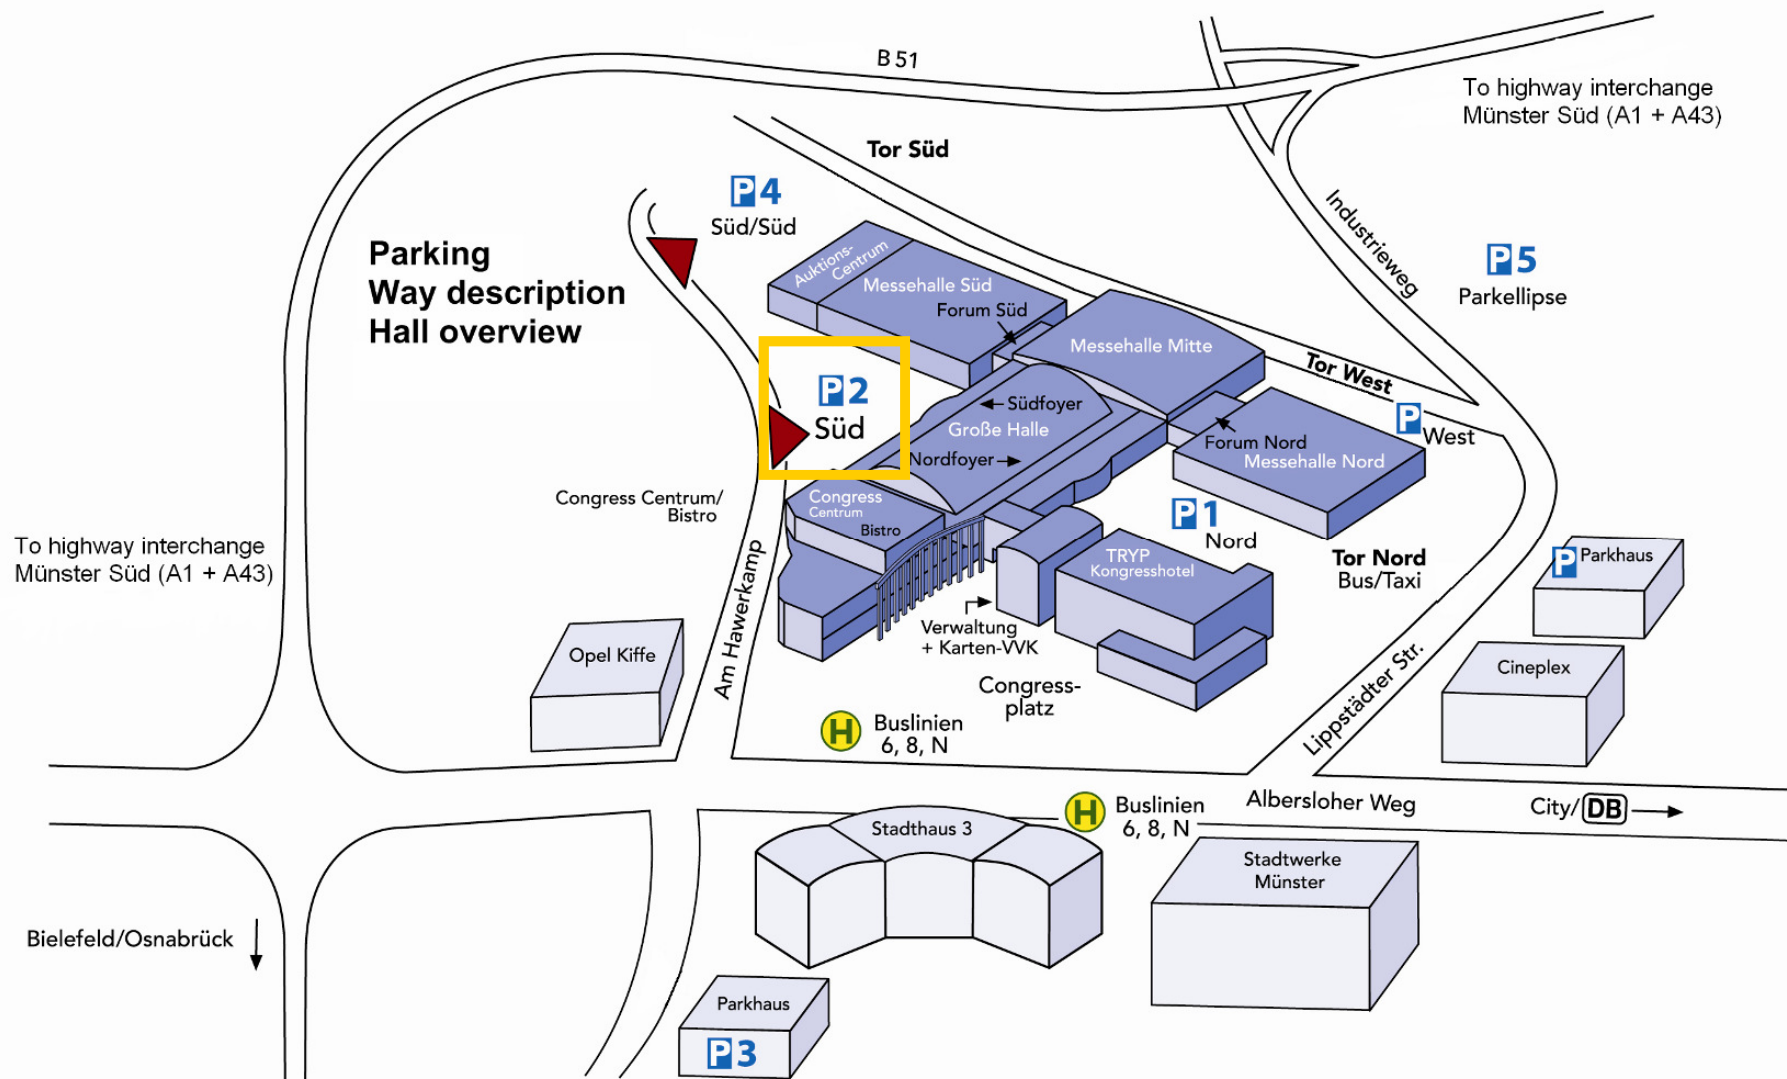 B 51
To highway interchange
Münster Süd (A1 + A43)
Tor Süd
P4
Süd/Süd
Industrieweg
P5
Parkellipse
Parking
Way description
Hall overview
Auktions-
Centrum
Messehalle Süd
Forum Süd
Messehalle Mitte
Tor West
P2
Süd
Südfoyer
Große Halle
Nordfoyer
P
West
Forum Nord
Messehalle Nord
Congress Centrum/
Bistro
Congress
Centrum
Bistro
P1
Nord
To highway interchange
Münster Süd (A1 + A43)
TRYP
Kongresshotel
Tor Nord
Bus/Taxi
P Parkhaus
Am Hawerkamp
Verwaltung
+ Karten-VVK
Opel Kiffe
Cineplex
Congress-
platz
Lippstädter Str.
H Buslinien
6, 8, N
H Buslinien
6, 8, N
Albersloher Weg
City/DB
Stadthaus 3
Stadtwerke
Münster
Bielefeld/Osnabrück
Parkhaus
P3